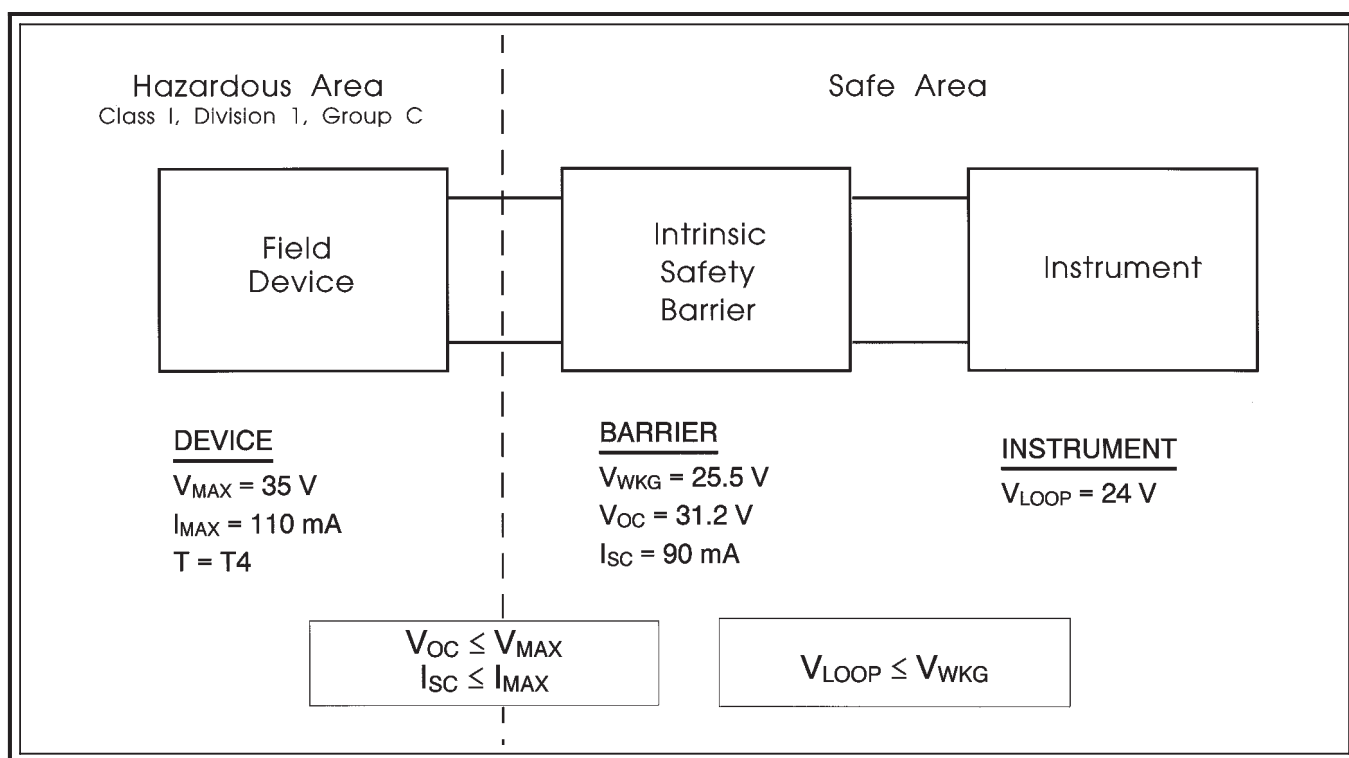 Hazardous Area
Class I, Division 1, Group C
Safe Area
Field
Device
Intrinsic
Safety
Barrier
Instrument
DEVICE
VMAX = 35 V
IMAX = 110 mA
T = T4
BARRIER
VWKG = 25.5 V
VOC = 31.2 V
ISC = 90 mA
INSTRUMENT
VLOOP = 24 V
VOC ≤ VMAX
ISC ≤ IMAX
VLOOP ≤ VWKG